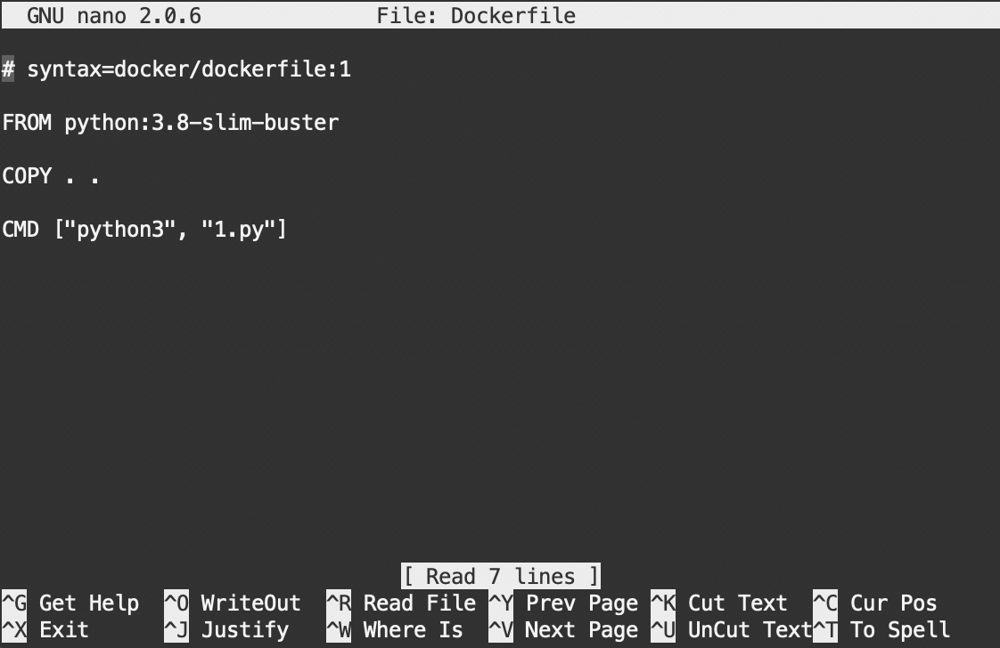 GNU nano 2.0.6 File: Dockerfile
# syntax=docker/dockerfile:1
FROM python:3.8-slim-buster
COPY . .
CMD ["python3", "1.py"]
[ Read 7 lines ]
^G Get Help ^O WriteOut ^R Read File ^Y Prev Page ^K Cut Text ^C Cur Pos
^X Exit ^J Justify ^W Where Is ^V Next Page ^U UnCut Text ^T To Spell